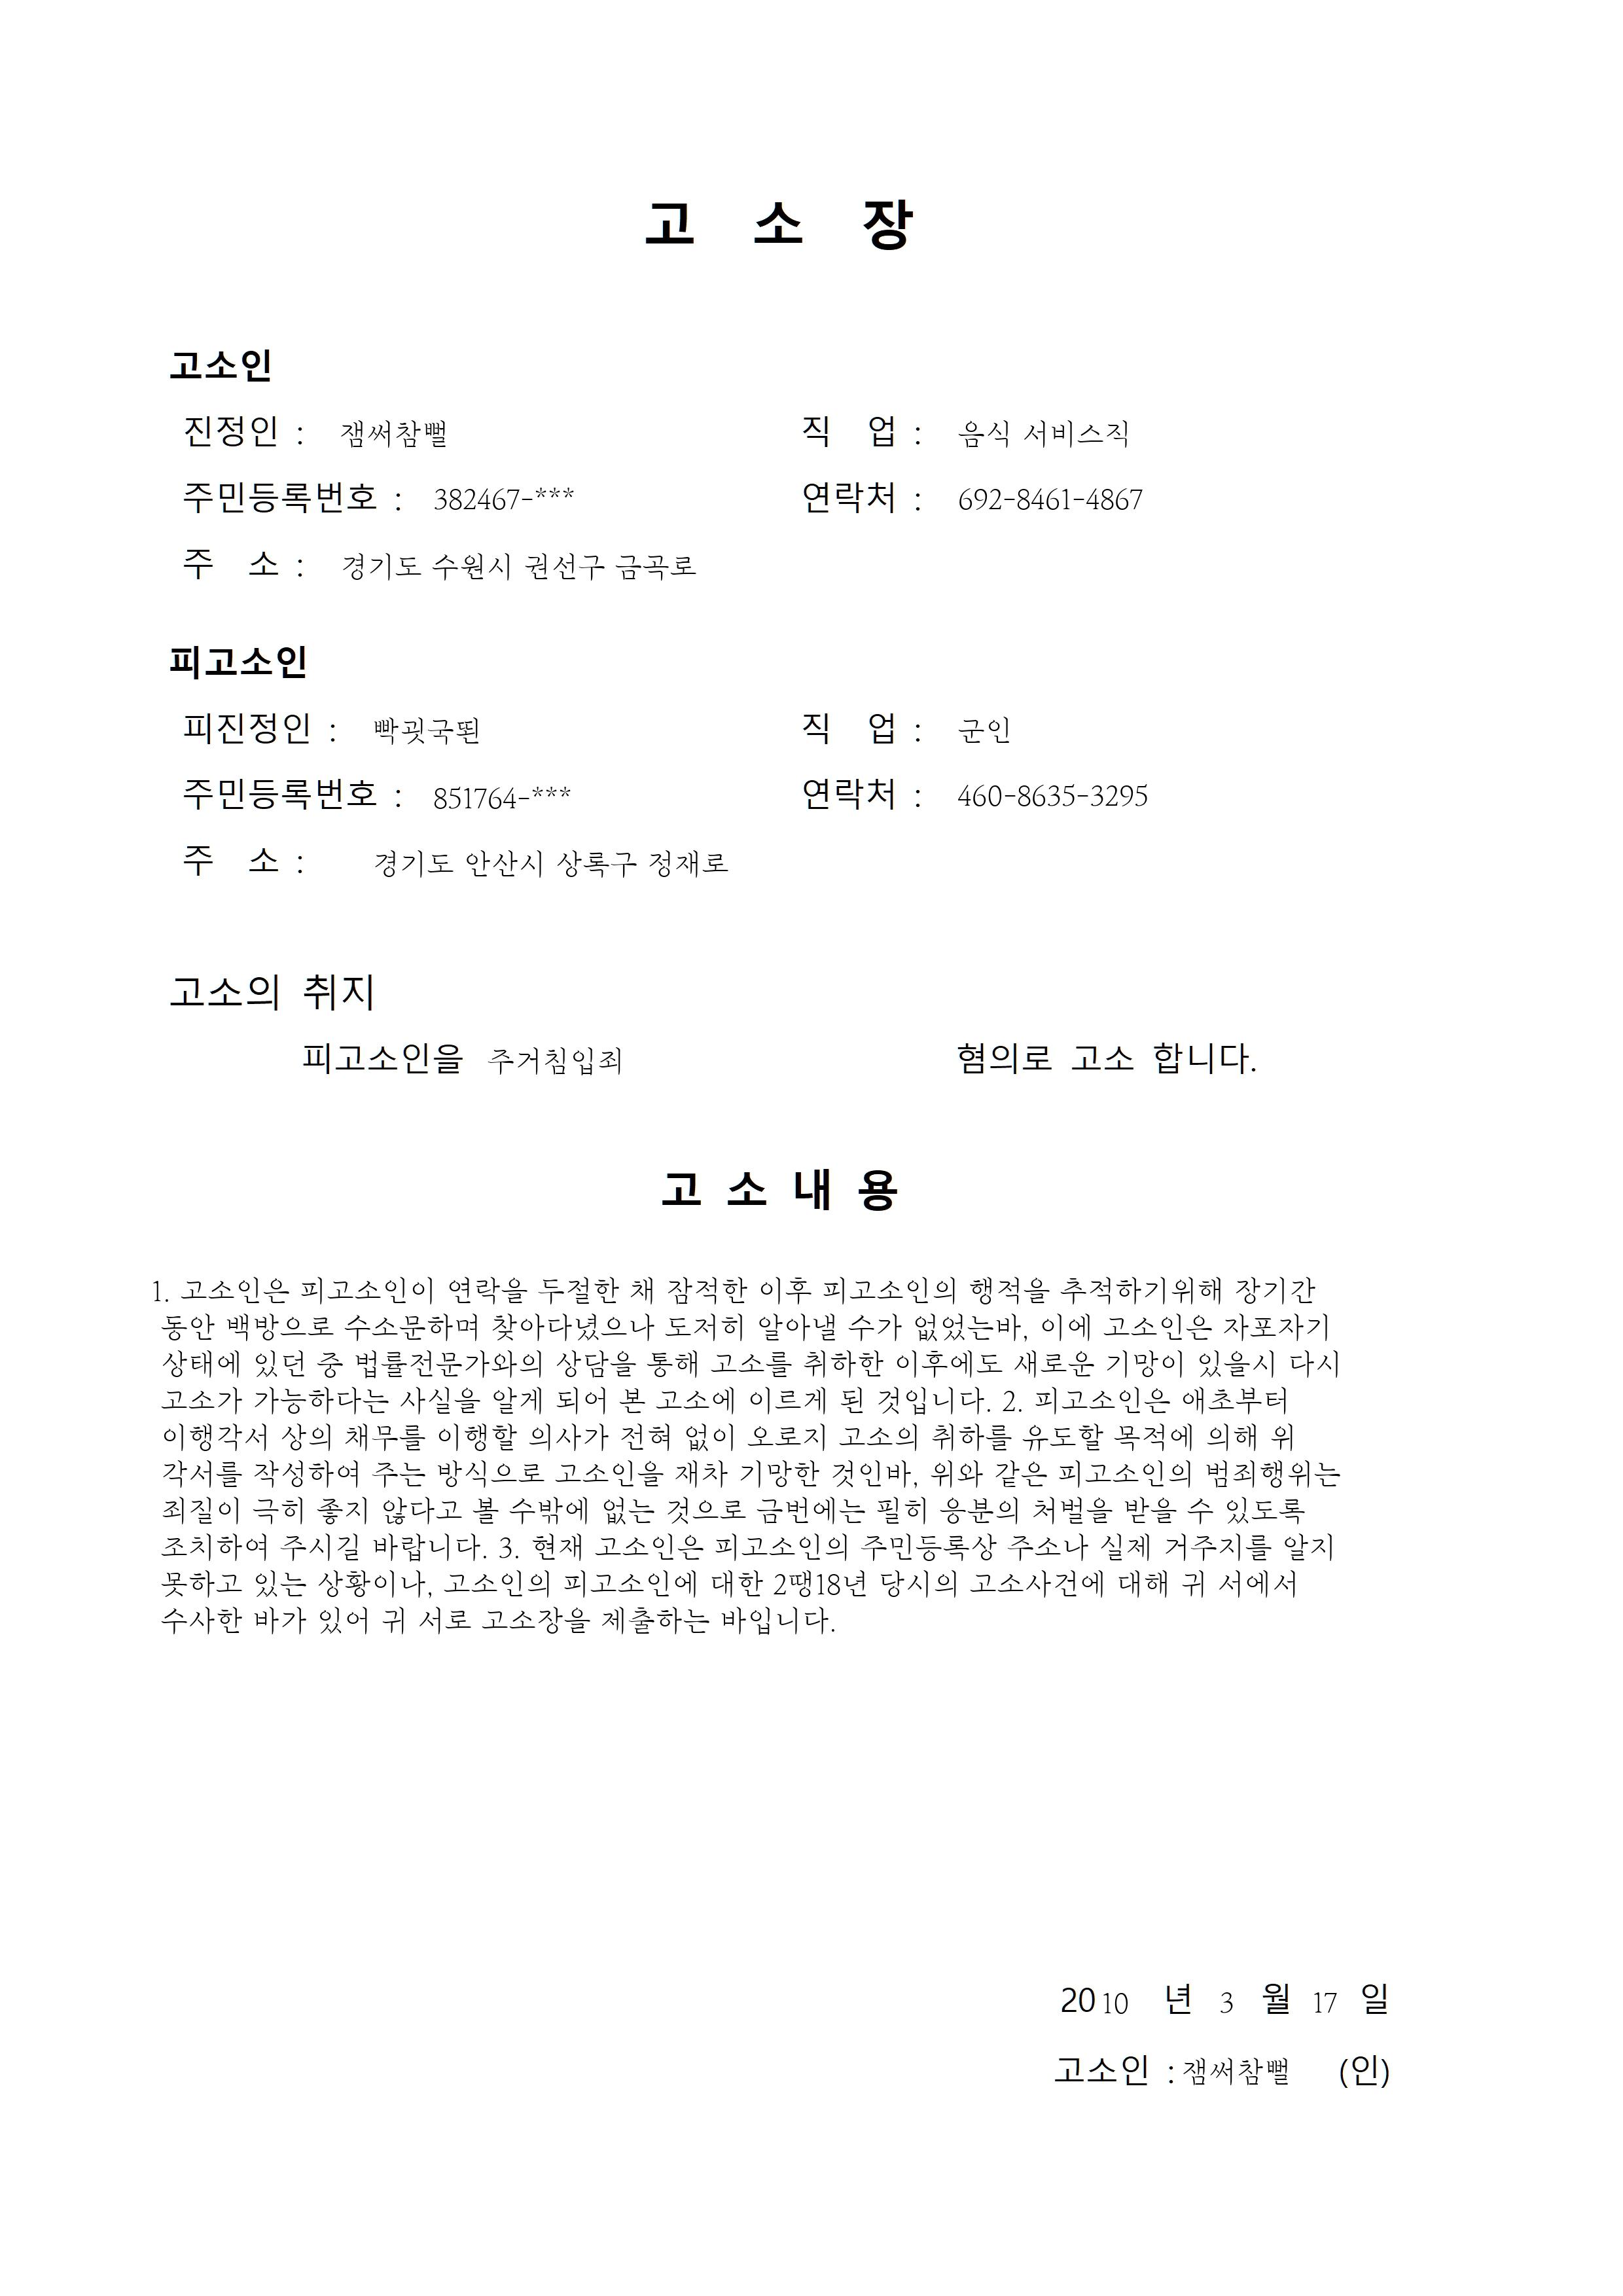 고 소 장
고소인
진정인 : 잼써참뻘 직 업 : 음식 서비스직
주민등록번호 : 382467-*** 연락처 : 692-8461-4867
주 소 : 경기도 수원시 권선구 금곡로
피고소인
피진정인 : 빡굇국뙨 직 업 : 군인
주민등록번호 : 851764-*** 연락처 : 460-8635-3295
주 소 : 경기도 안산시 상록구 정재로
고소의 취지
피고소인을 주거침입죄 혐의로 고소 합니다.
고 소 내 용
1. 고소인은 피고소인이 연락을 두절한 채 잠적한 이후 피고소인의 행적을 추적하기위해 장기간
동안 백방으로 수소문하며 찾아다녔으나 도저히 알아낼 수가 없었는바, 이에 고소인은 자포자기
상태에 있던 중 법률전문가와의 상담을 통해 고소를 취하한 이후에도 새로운 기망이 있을시 다시
고소가 가능하다는 사실을 알게 되어 본 고소에 이르게 된 것입니다. 2. 피고소인은 애초부터
이행각서 상의 채무를 이행할 의사가 전혀 없이 오로지 고소의 취하를 유도할 목적에 의해 위
각서를 작성하여 주는 방식으로 고소인을 재차 기망한 것인바, 위와 같은 피고소인의 범죄행위는
죄질이 극히 좋지 않다고 볼 수밖에 없는 것으로 금번에는 필히 응분의 처벌을 받을 수 있도록
조치하여 주시길 바랍니다. 3. 현재 고소인은 피고소인의 주민등록상 주소나 실제 거주지를 알지
못하고 있는 상황이나, 고소인의 피고소인에 대한 2땡18년 당시의 고소사건에 대해 귀 서에서
수사한 바가 있어 귀 서로 고소장을 제출하는 바입니다.
2010 년 3 월 17 일
고소인 : 잼써참뻘 (인)